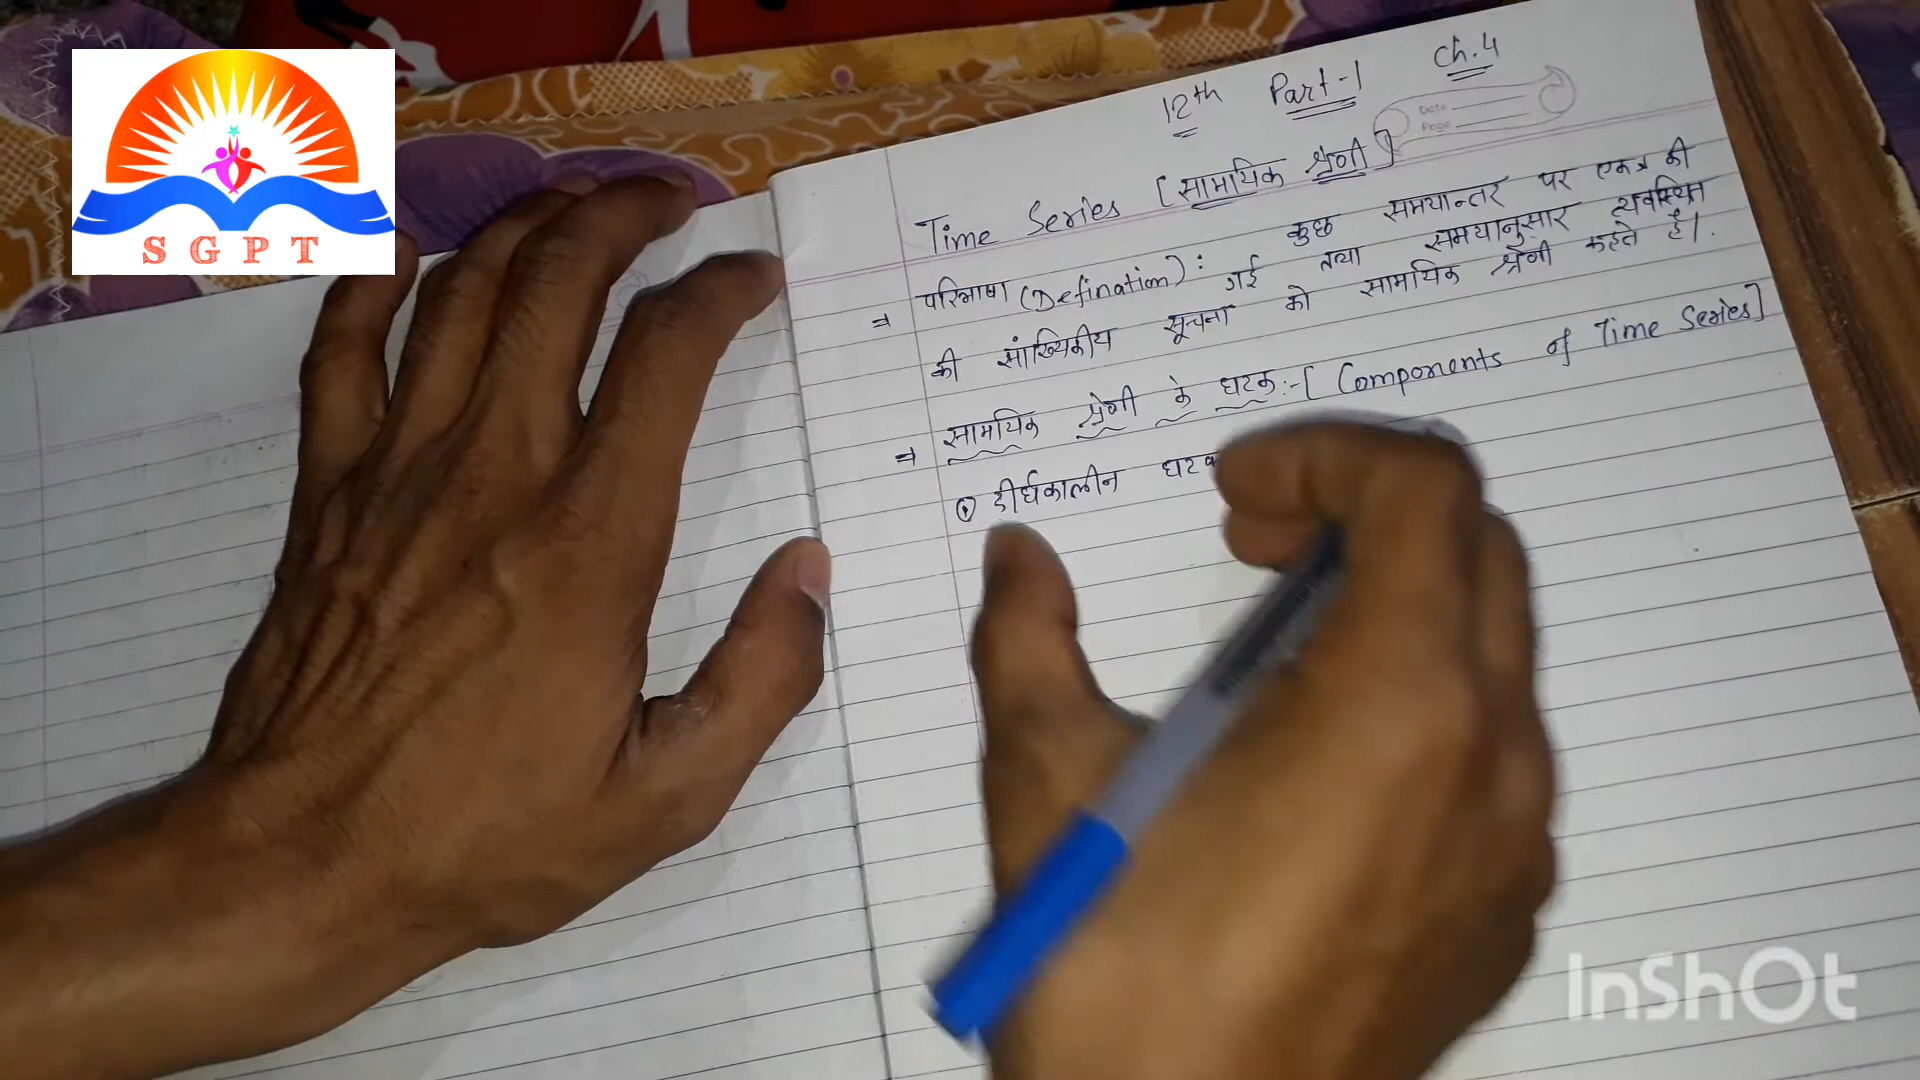 SGPT
12th Part-1 Ch.4
Date
Page
Time Series [सामयिक श्रेणी]
⇒ परिभाषा (Defination): कुछ समयान्तर पर एकत्र की
गई तथा समयानुसार व्यवस्थित
की सांख्यिकीय सूचना को सामयिक श्रेणी कहते हैं।
⇒ सामयिक श्रेणी के घटक:-[Components of Time Series]
① दीर्घकालीन घटक
InShOt